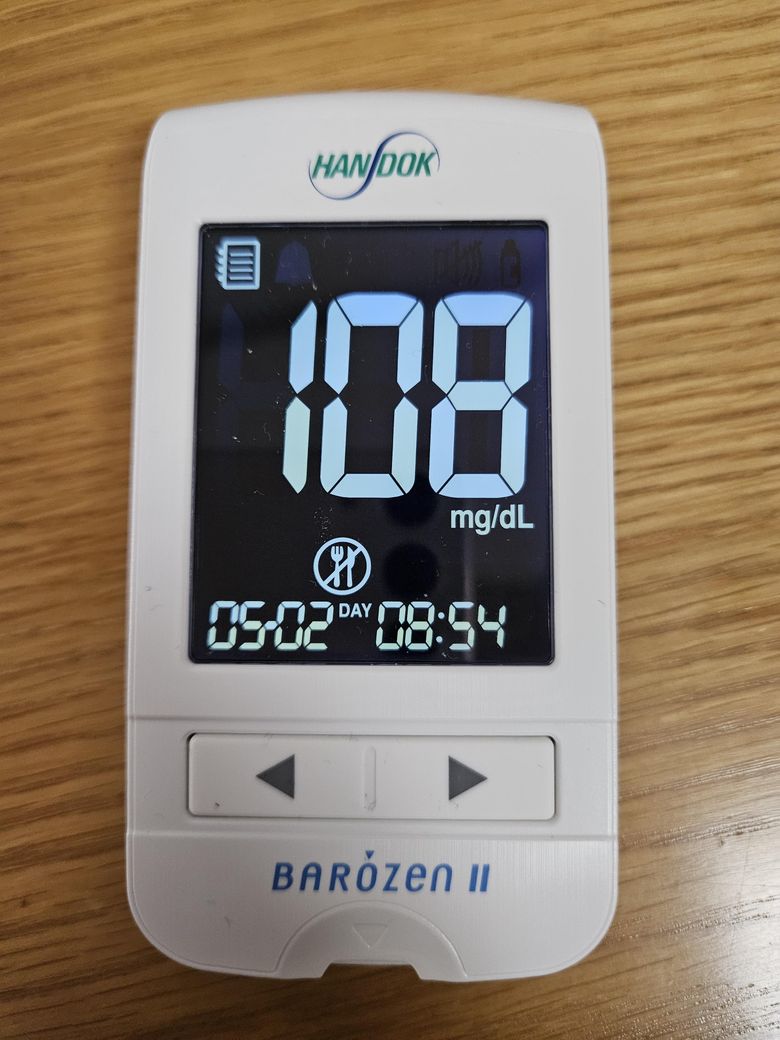 HANDOK
108
mg/dL
05-02 DAY 08:54
BARÓZEN II